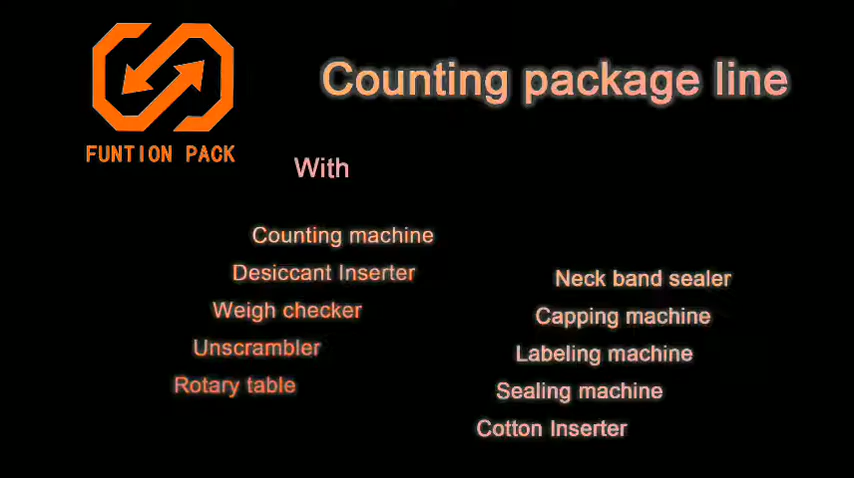 FUNTION PACK
Counting package line
With
Counting machine
Desiccant Inserter
Weigh checker
Unscrambler
Rotary table
Neck band sealer
Capping machine
Labeling machine
Sealing machine
Cotton Inserter